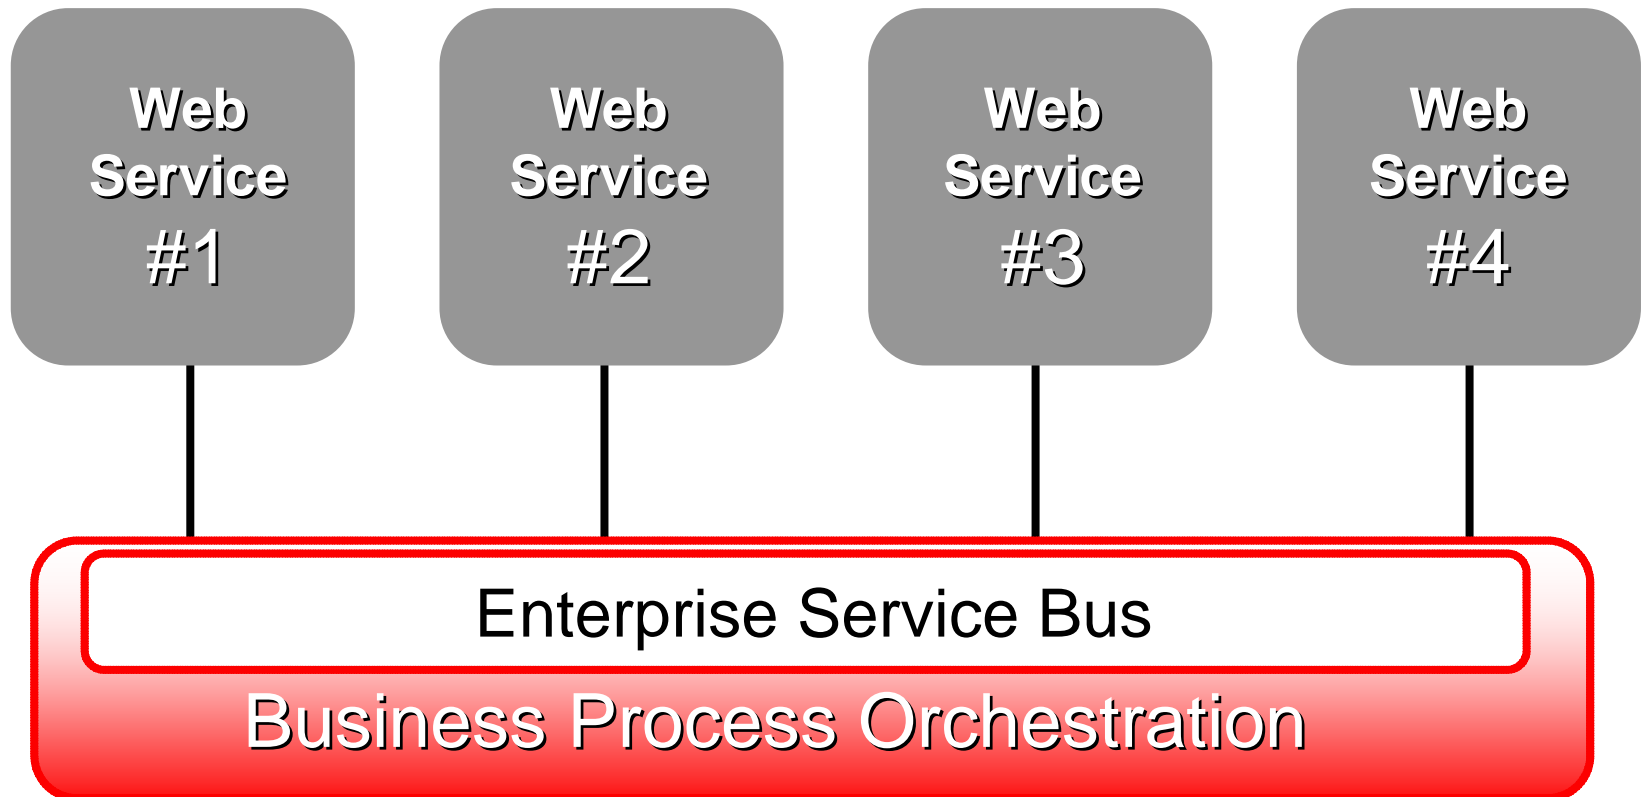 Web
Service
#1
Web
Service
#2
Web
Service
#3
Web
Service
#4
Enterprise Service Bus
Business Process Orchestration